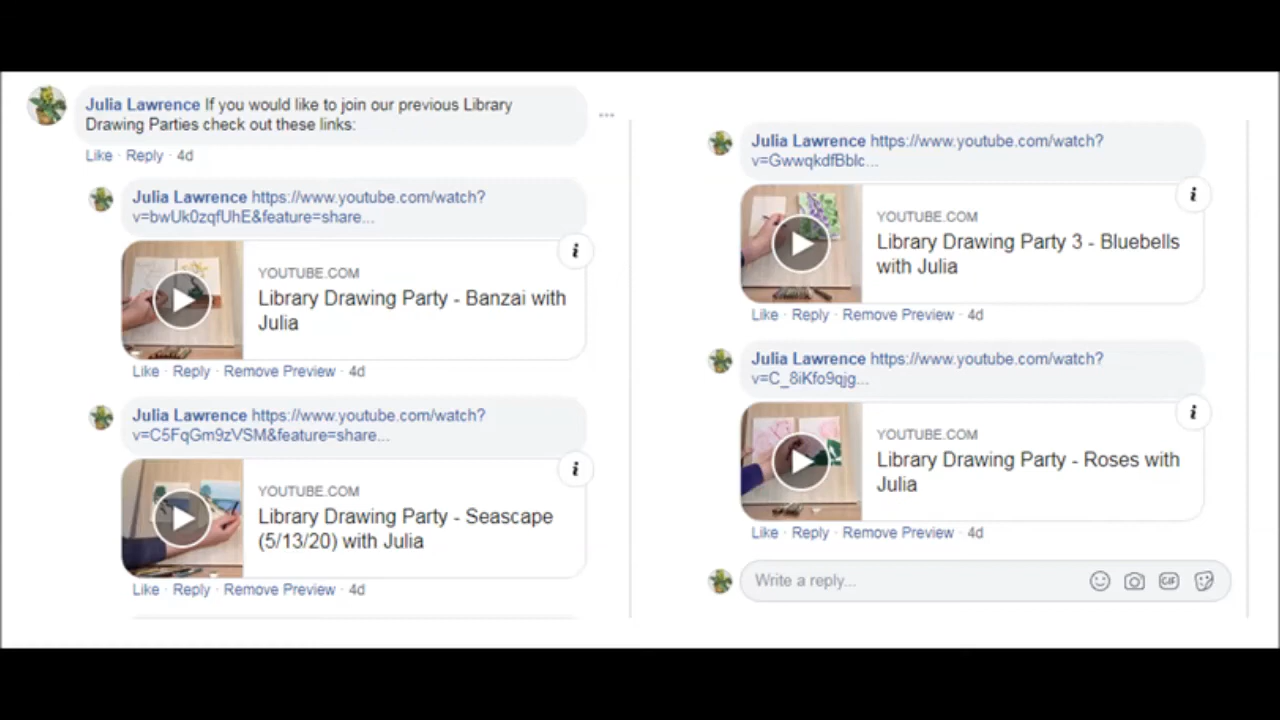 Julia Lawrence If you would like to join our previous Library
Drawing Parties check out these links:
Like · Reply · 4d
Julia Lawrence https://www.youtube.com/watch?
v=bwUk0zqfUhE&feature=share...
YOUTUBE.COM
Library Drawing Party - Banzai with
Julia
Like · Reply · Remove Preview · 4d
Julia Lawrence https://www.youtube.com/watch?
v=C5FqGm9zVSM&feature=share...
YOUTUBE.COM
Library Drawing Party - Seascape
(5/13/20) with Julia
Like · Reply · Remove Preview · 4d
Julia Lawrence https://www.youtube.com/watch?
v=GwwqkdfBblc...
YOUTUBE.COM
Library Drawing Party 3 - Bluebells
with Julia
Like · Reply · Remove Preview · 4d
Julia Lawrence https://www.youtube.com/watch?
v=C_8iKfo9qjg...
YOUTUBE.COM
Library Drawing Party - Roses with
Julia
Like · Reply · Remove Preview · 4d
Write a reply...
GIF